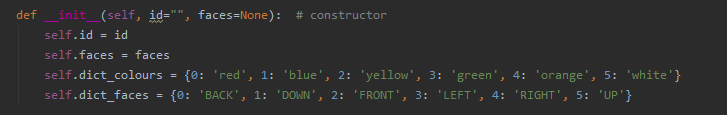 def __init__(self, id="", faces=None):  # constructor
    self.id = id
    self.faces = faces
    self.dict_colours = {0: 'red', 1: 'blue', 2: 'yellow', 3: 'green', 4: 'orange', 5: 'white'}
    self.dict_faces = {0: 'BACK', 1: 'DOWN', 2: 'FRONT', 3: 'LEFT', 4: 'RIGHT', 5: 'UP'}